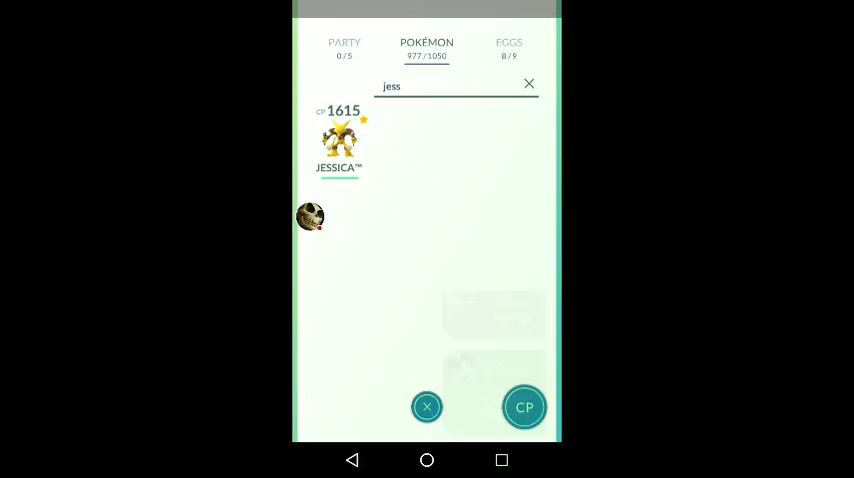 PARTY POKÉMON EGGS
0 / 5 977 / 1050 8 / 9
jess
CP 1615
JESSICA™
CP